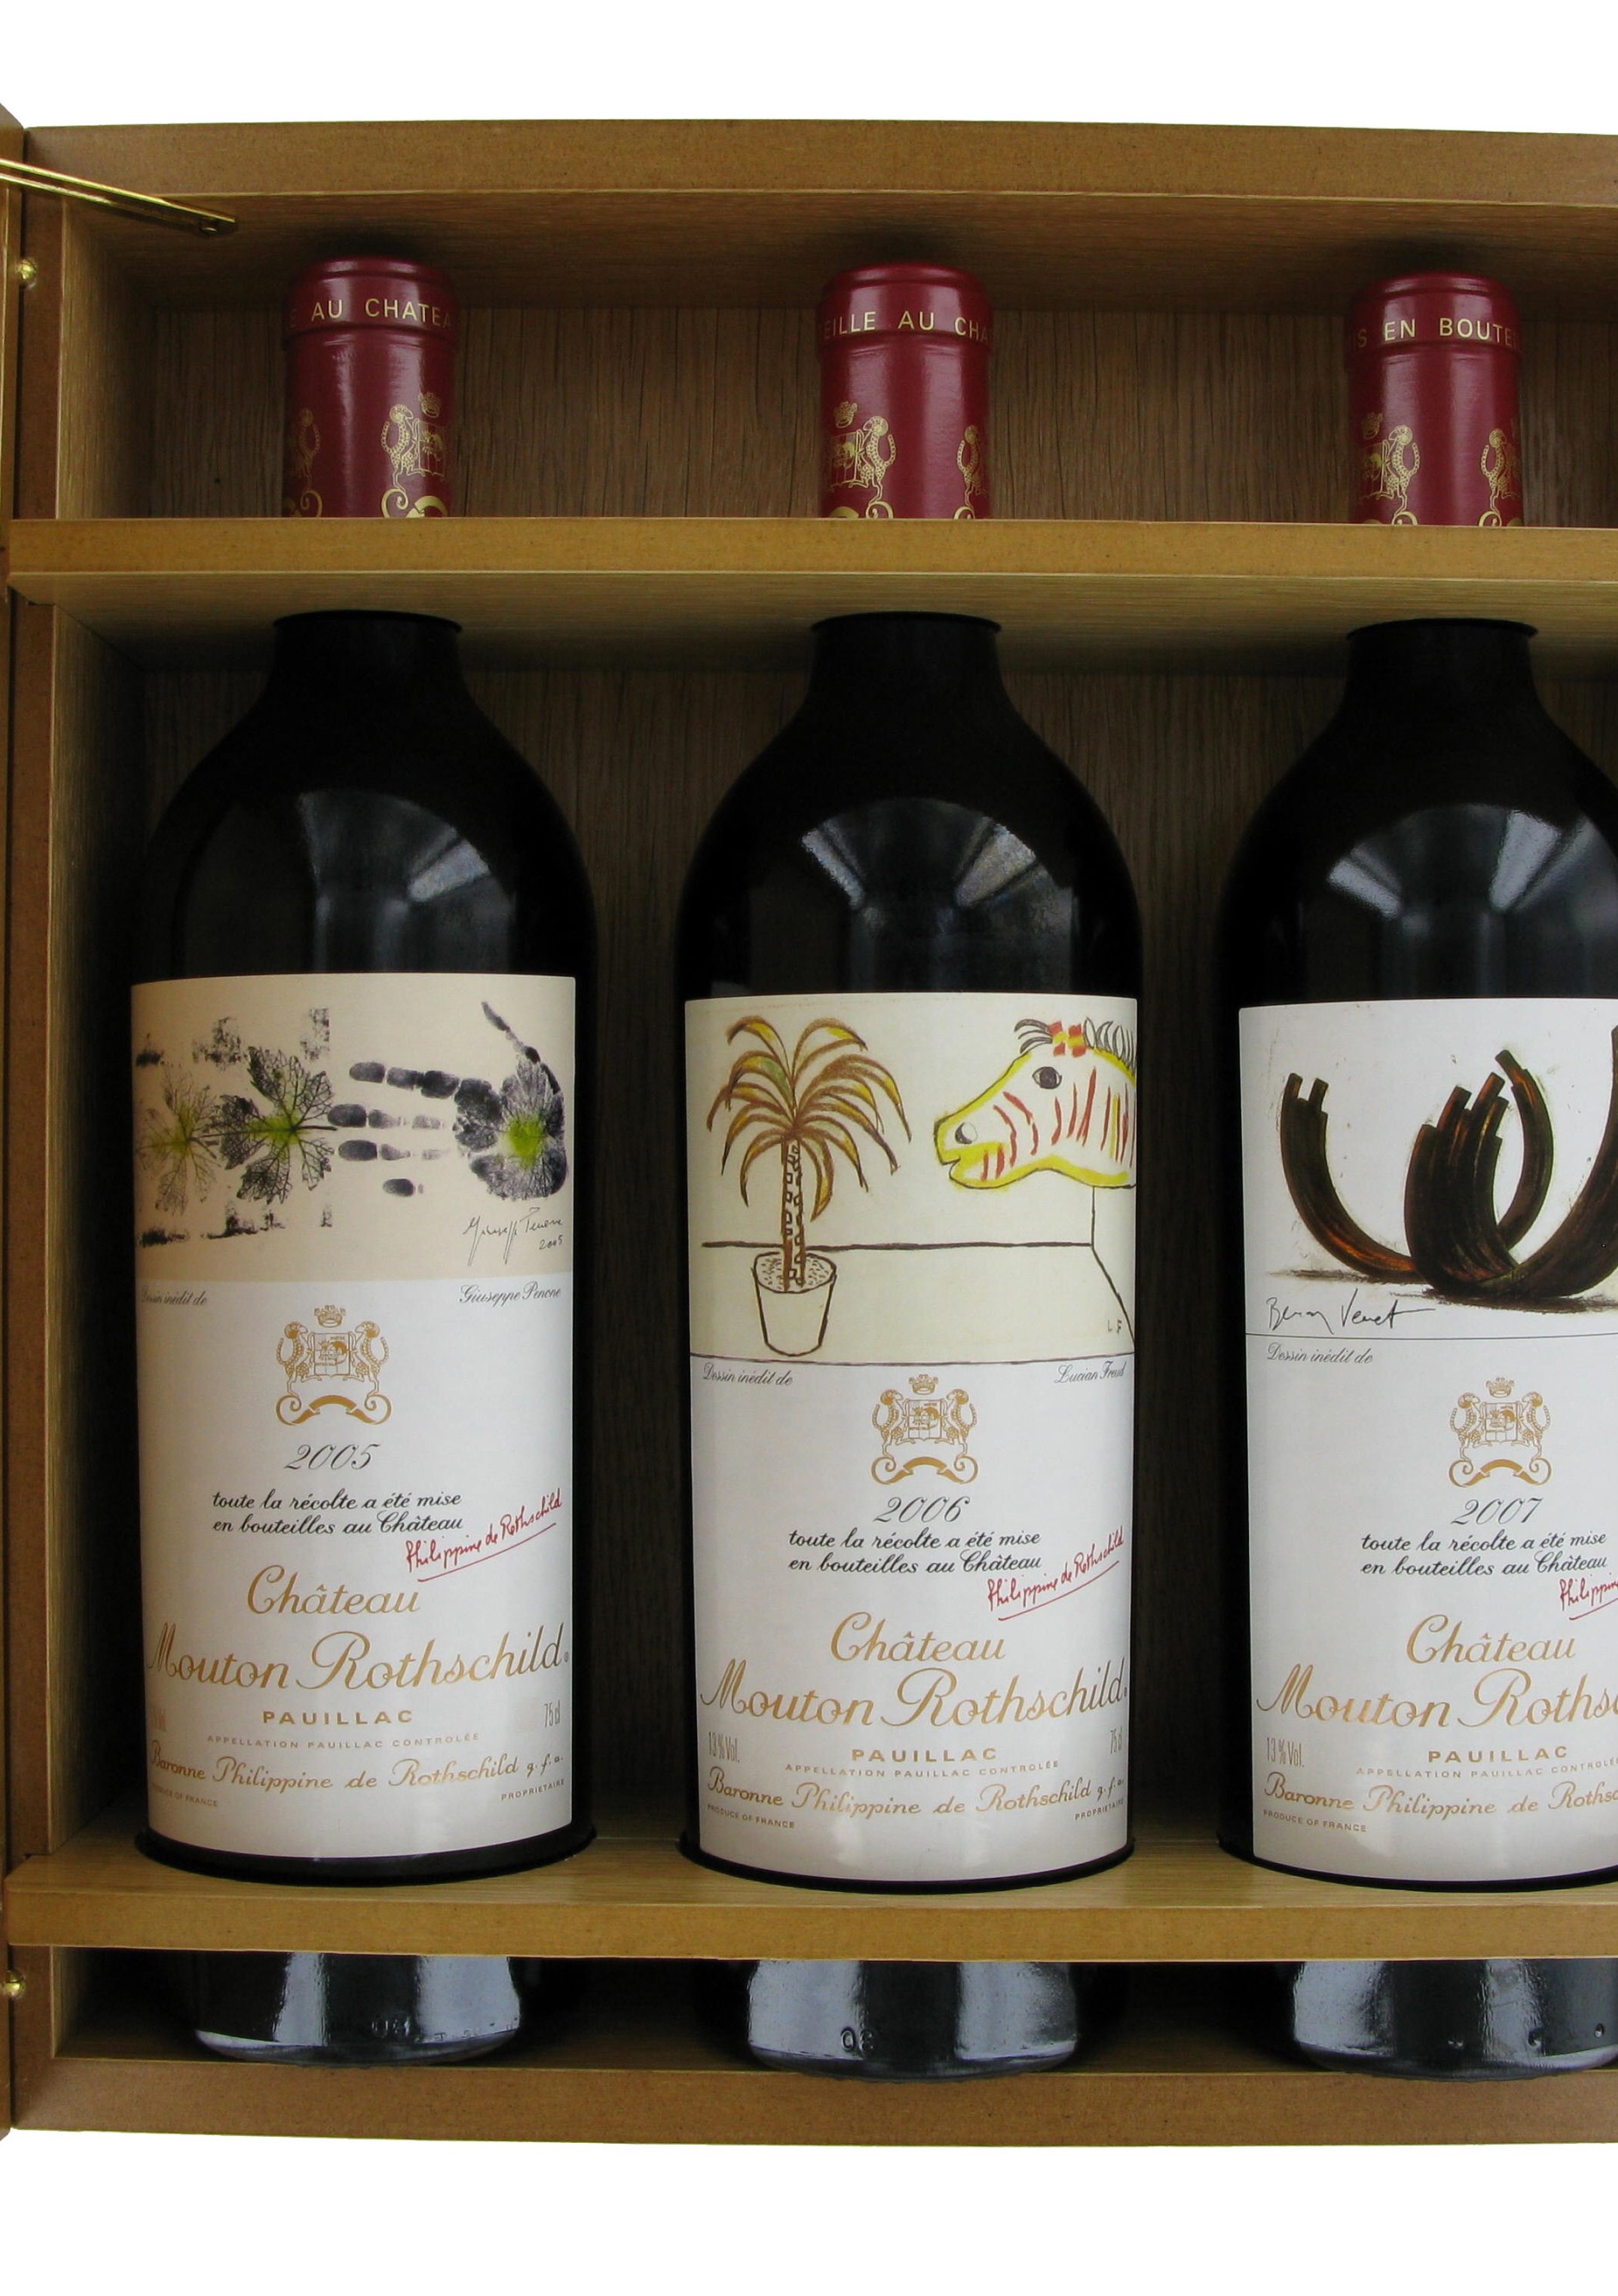 AU CHATEA
EILLE AU CHA
S EN BOUTE
2005
Dessin inédit de
Giuseppe Penone
2005
toute la récolte a été mise
en bouteilles au Château
Philippine de Rothschild
Château
Mouton Rothschild
PAUILLAC
75 cl
APPELLATION PAUILLAC CONTROLÉE
Baronne Philippine de Rothschild g.f.a.
PRODUCE OF FRANCE
PROPRIETAIRE
LF
Dessin inédit de
Lucian Freud
2006
toute la récolte a été mise
en bouteilles au Château
Philippine de Rothschild
Château
Mouton Rothschild
13 % Vol.
PAUILLAC
75 cl
APPELLATION PAUILLAC CONTROLÉE
Baronne Philippine de Rothschild g.f.a.
PRODUCE OF FRANCE
PROPRIETAIRE
Bernar Venet
Dessin inédit de
2007
toute la récolte a été mise
en bouteilles au Château
Philippine
Château
Mouton Roths
13 % Vol.
PAUILLAC
APPELLATION PAUILLAC CONTROLÉE
Baronne Philippine de Roths
PRODUCE OF FRANCE